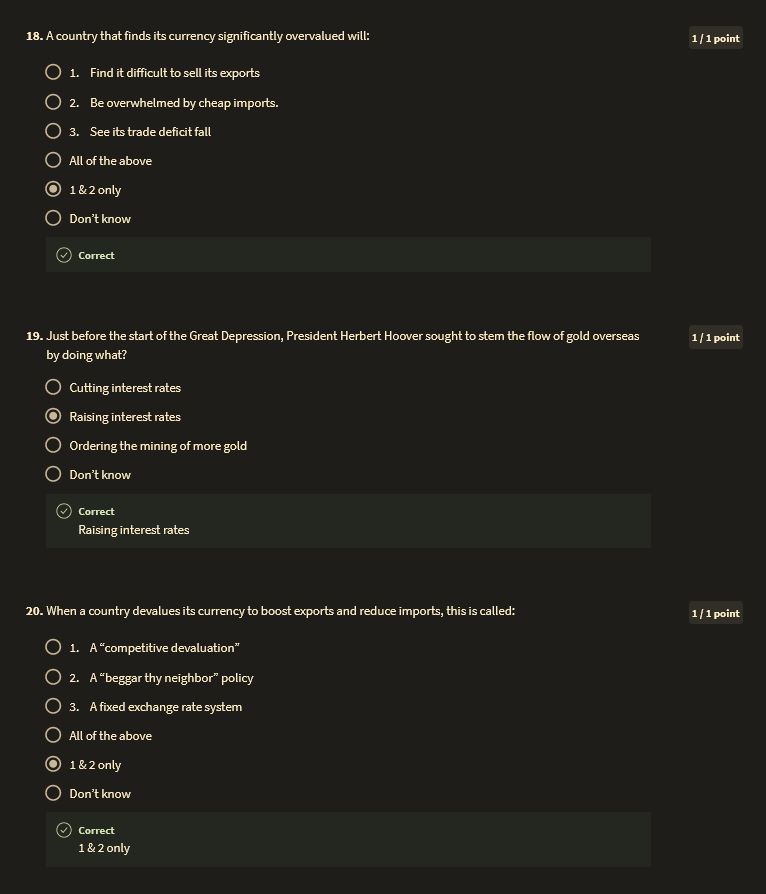 18. A country that finds its currency significantly overvalued will:
1 / 1 point
1. Find it difficult to sell its exports
2. Be overwhelmed by cheap imports.
3. See its trade deficit fall
All of the above
1 & 2 only
Don't know
Correct
19. Just before the start of the Great Depression, President Herbert Hoover sought to stem the flow of gold overseas
by doing what?
1 / 1 point
Cutting interest rates
Raising interest rates
Ordering the mining of more gold
Don't know
Correct
Raising interest rates
20. When a country devalues its currency to boost exports and reduce imports, this is called:
1 / 1 point
1. A “competitive devaluation”
2. A “beggar thy neighbor” policy
3. A fixed exchange rate system
All of the above
1 & 2 only
Don't know
Correct
1 & 2 only